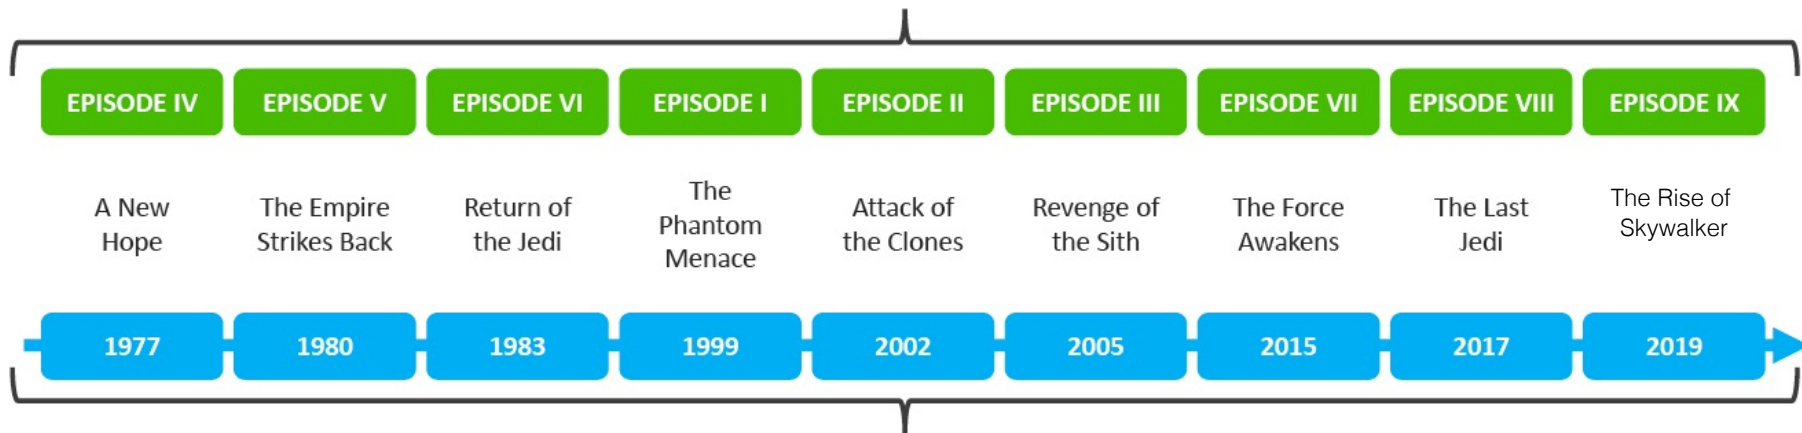 EPISODE IV
EPISODE V
EPISODE VI
EPISODE I
EPISODE II
EPISODE III
EPISODE VII
EPISODE VIII
EPISODE IX
A New
Hope
The Empire
Strikes Back
Return of
the Jedi
The
Phantom
Menace
Attack of
the Clones
Revenge of
the Sith
The Force
Awakens
The Last
Jedi
The Rise of
Skywalker
1977
1980
1983
1999
2002
2005
2015
2017
2019